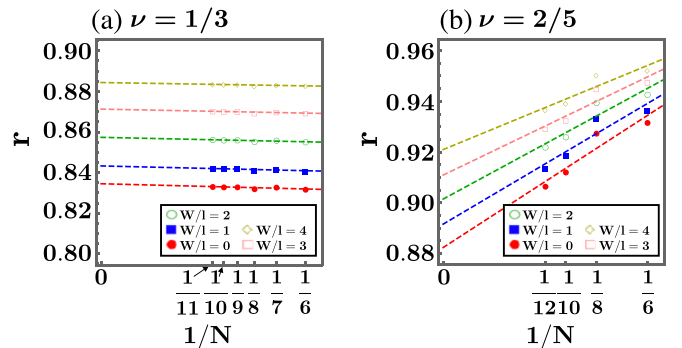 (a) ν = 1/3
0.90
0.88
0.86
0.84
0.82
0.80
r
W/l = 2
W/l = 1
W/l = 0
W/l = 4
W/l = 3
0
1/11
1/10
1/9
1/8
1/7
1/6
1/N
(b) ν = 2/5
0.96
0.94
0.92
0.90
0.88
r
W/l = 2
W/l = 1
W/l = 0
W/l = 4
W/l = 3
0
1/12
1/10
1/8
1/6
1/N